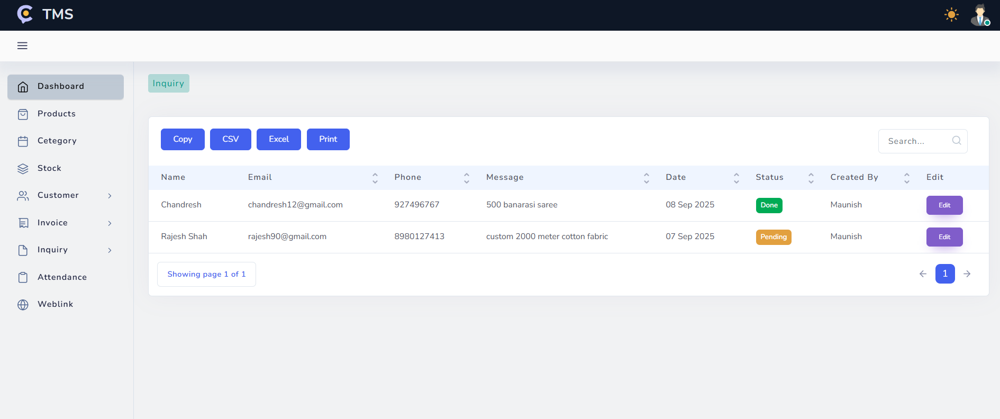 TMS
Dashboard
Products
Cetegory
Stock
Customer
Invoice
Inquiry
Attendance
Weblink
Inquiry
Copy CSV Excel Print Search...
Name Email Phone Message Date Status Created By Edit
Chandresh chandresh12@gmail.com 927496767 500 banarasi saree 08 Sep 2025 Done Maunish Edit
Rajesh Shah rajesh90@gmail.com 8980127413 custom 2000 meter cotton fabric 07 Sep 2025 Pending Maunish Edit
Showing page 1 of 1 1